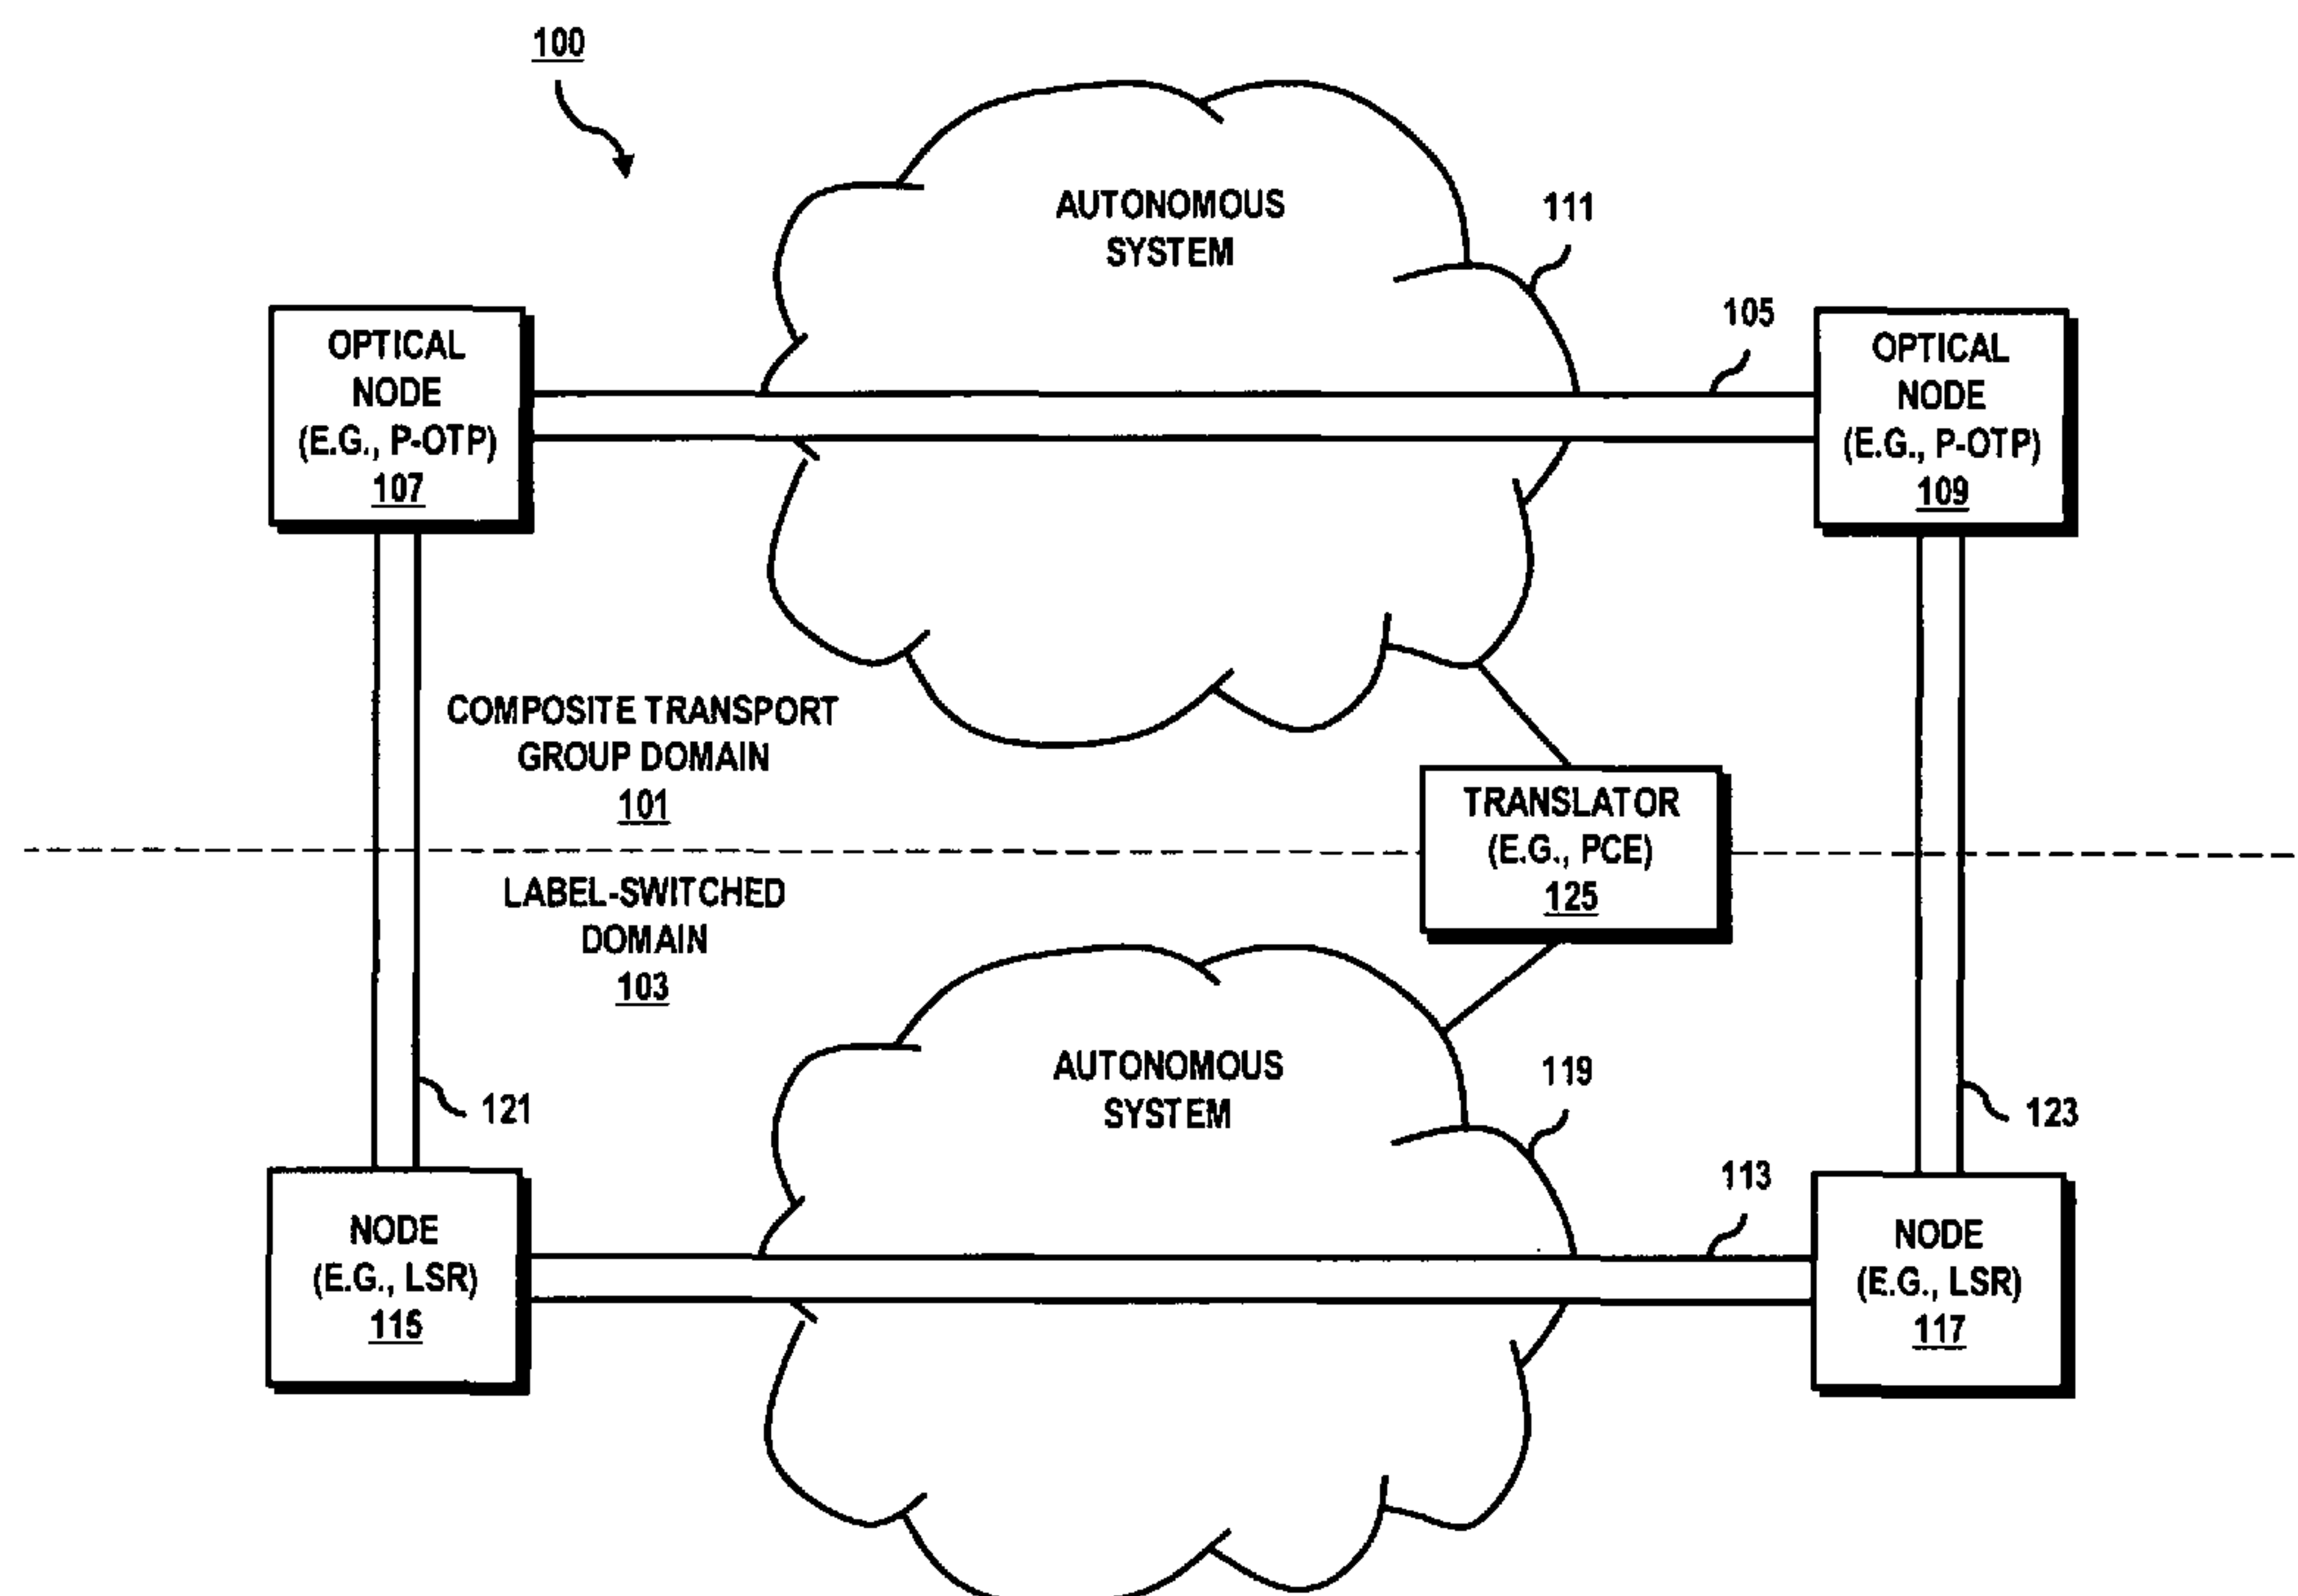 100
AUTONOMOUS
SYSTEM
111
105
OPTICAL
NODE
(E.G., P-OTP)
107
OPTICAL
NODE
(E.G., P-OTP)
109
COMPOSITE TRANSPORT
GROUP DOMAIN
101
TRANSLATOR
(E.G., PCE)
125
LABEL-SWITCHED
DOMAIN
103
AUTONOMOUS
SYSTEM
119
121
123
113
NODE
(E.G., LSR)
115
NODE
(E.G., LSR)
117